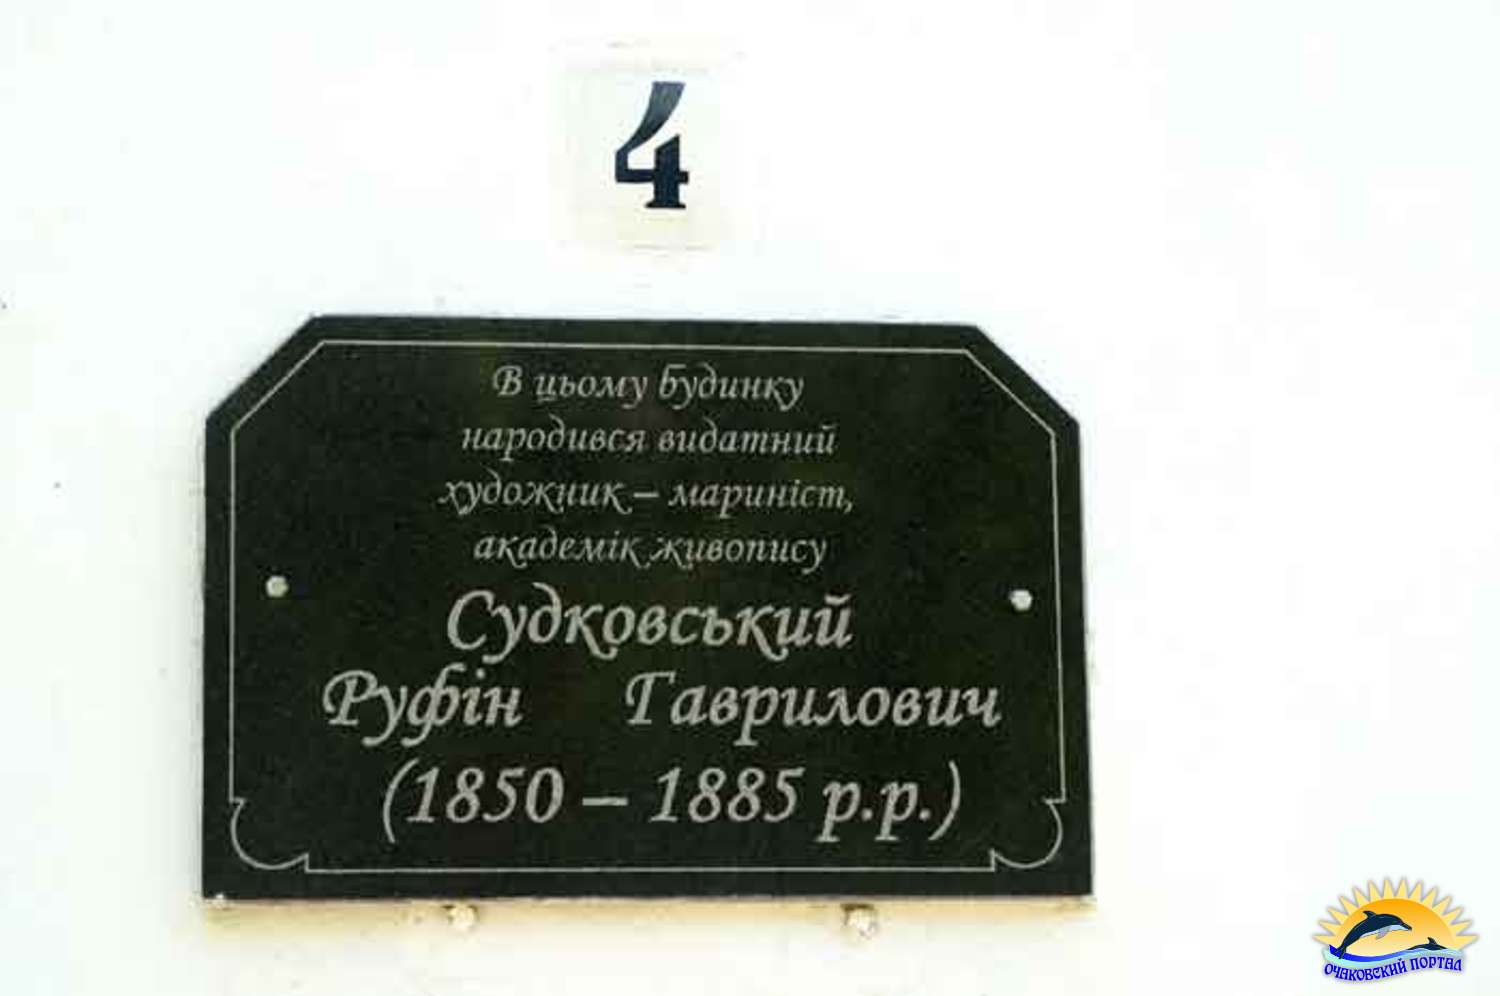 4
В цьому будинку
народився видатний
художник – мариніст,
академік живопису
Судковський
Руфін Гаврилович
(1850 – 1885 р.р.)
ОЧАКОВСКИЙ ПОРТАЛ